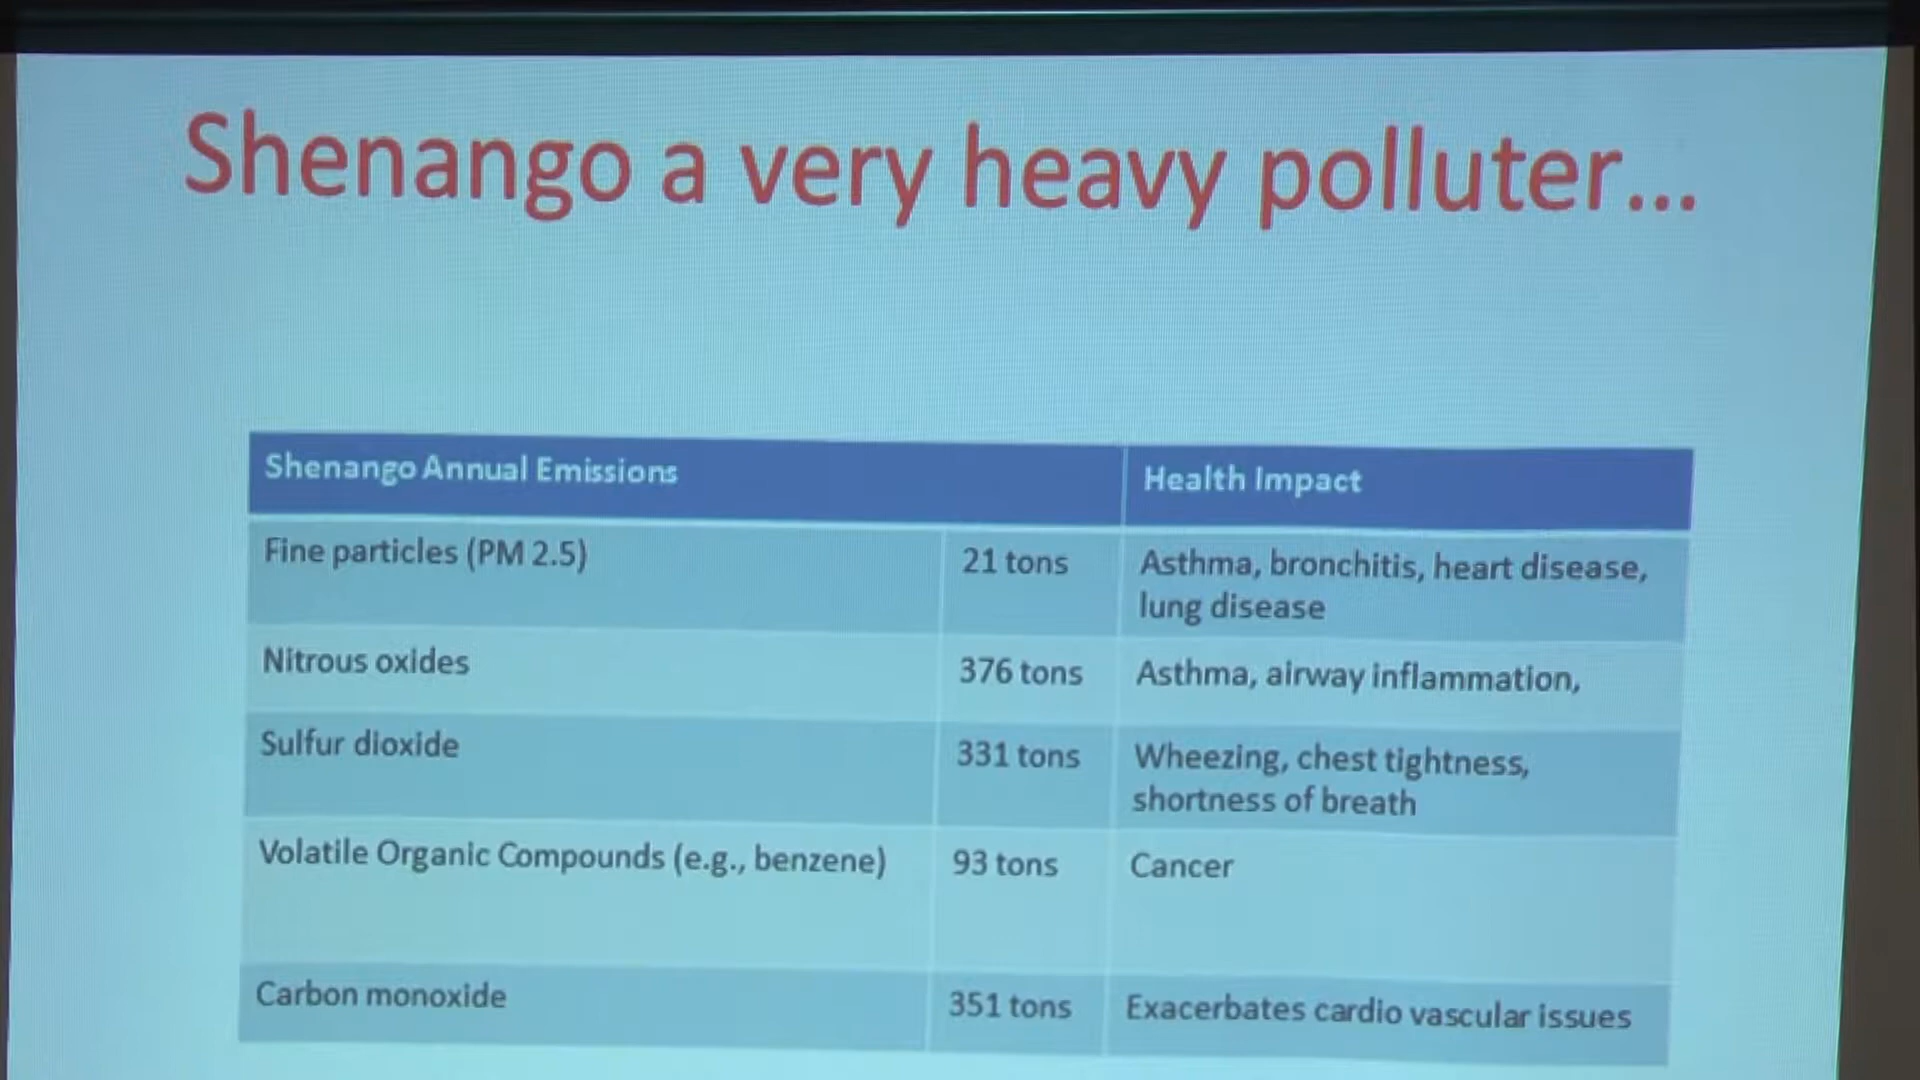 Shenango a very heavy polluter...
Shenango Annual Emissions Health Impact
Fine particles (PM 2.5) 21 tons Asthma, bronchitis, heart disease,
lung disease
Nitrous oxides 376 tons Asthma, airway inflammation,
Sulfur dioxide 331 tons Wheezing, chest tightness,
shortness of breath
Volatile Organic Compounds (e.g., benzene) 93 tons Cancer
Carbon monoxide 351 tons Exacerbates cardio vascular issues